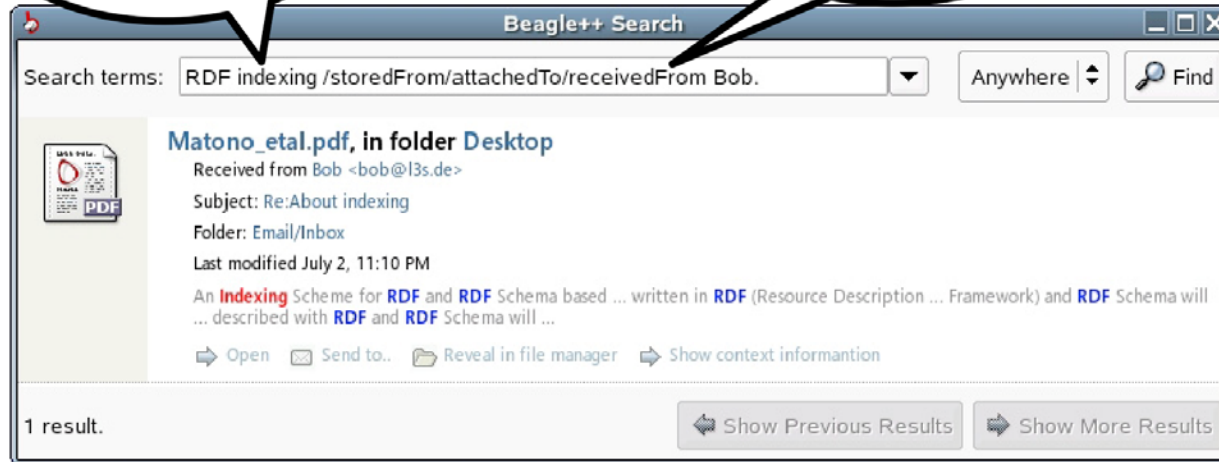 Beagle++ Search
Search terms: RDF indexing /storedFrom/attachedTo/receivedFrom Bob. Anywhere Find
Matono_etal.pdf, in folder Desktop
Received from Bob <bob@l3s.de>
Subject: Re:About indexing
Folder: Email/Inbox
Last modified July 2, 11:10 PM
An Indexing Scheme for RDF and RDF Schema based ... written in RDF (Resource Description ... Framework) and RDF Schema will
... described with RDF and RDF Schema will ...
PDF
Open Send to.. Reveal in file manager Show context informantion
1 result. Show Previous Results Show More Results